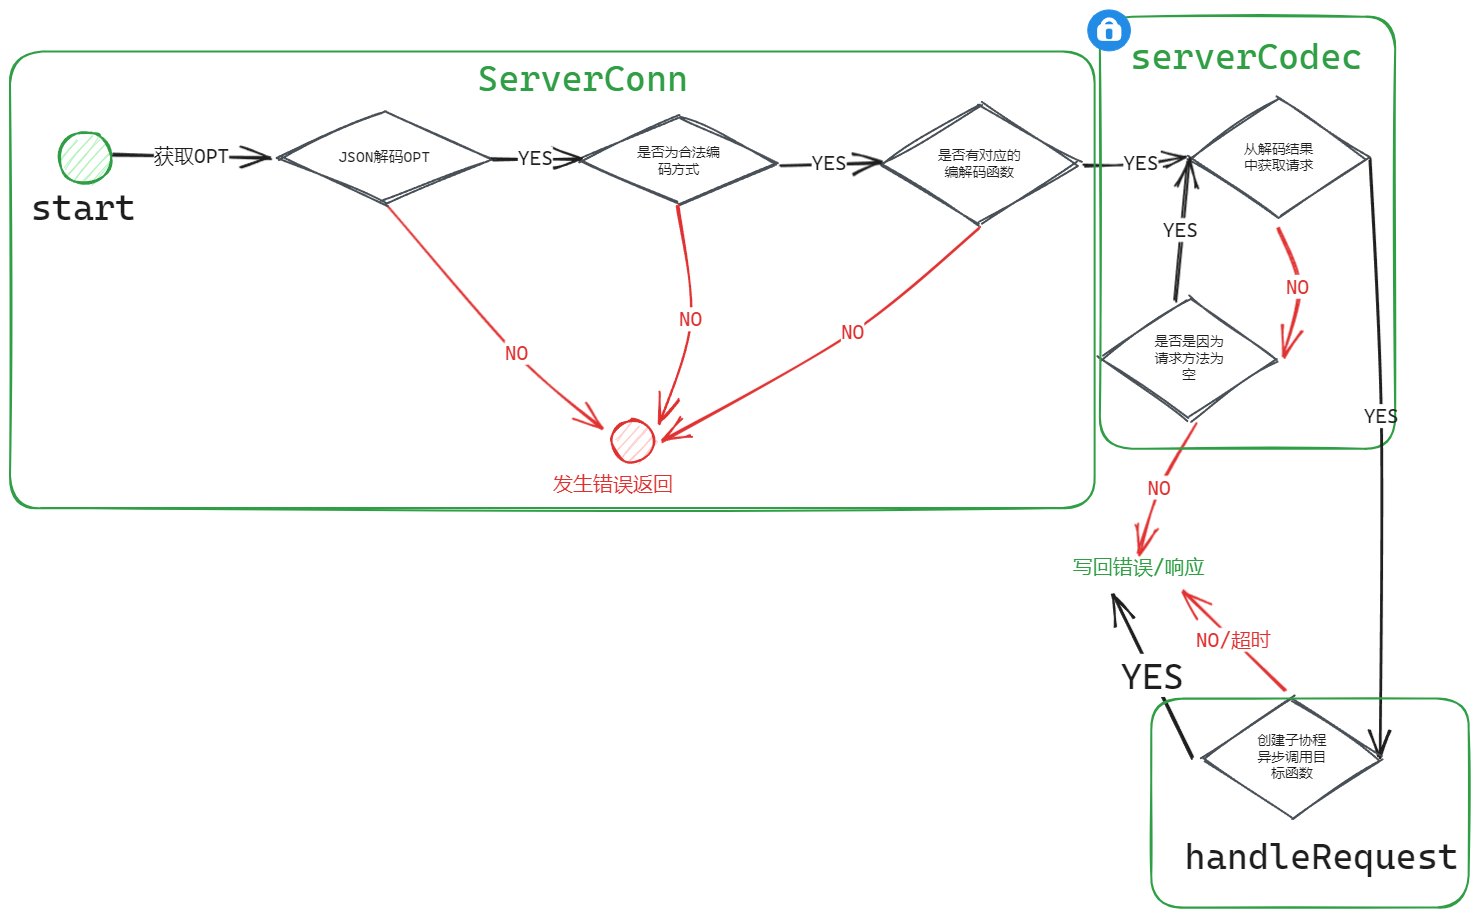 ServerConn
serverCodec
start
获取OPT
JSON解码OPT
YES
是否为合法编
码方式
YES
是否有对应的
编解码函数
YES
从解码结果
中获取请求
YES
NO
NO
NO
NO
是否是因为
请求方法为
空
YES
发生错误返回
NO
写回错误/响应
NO/超时
YES
创建子协程
异步调用目
标函数
handleRequest